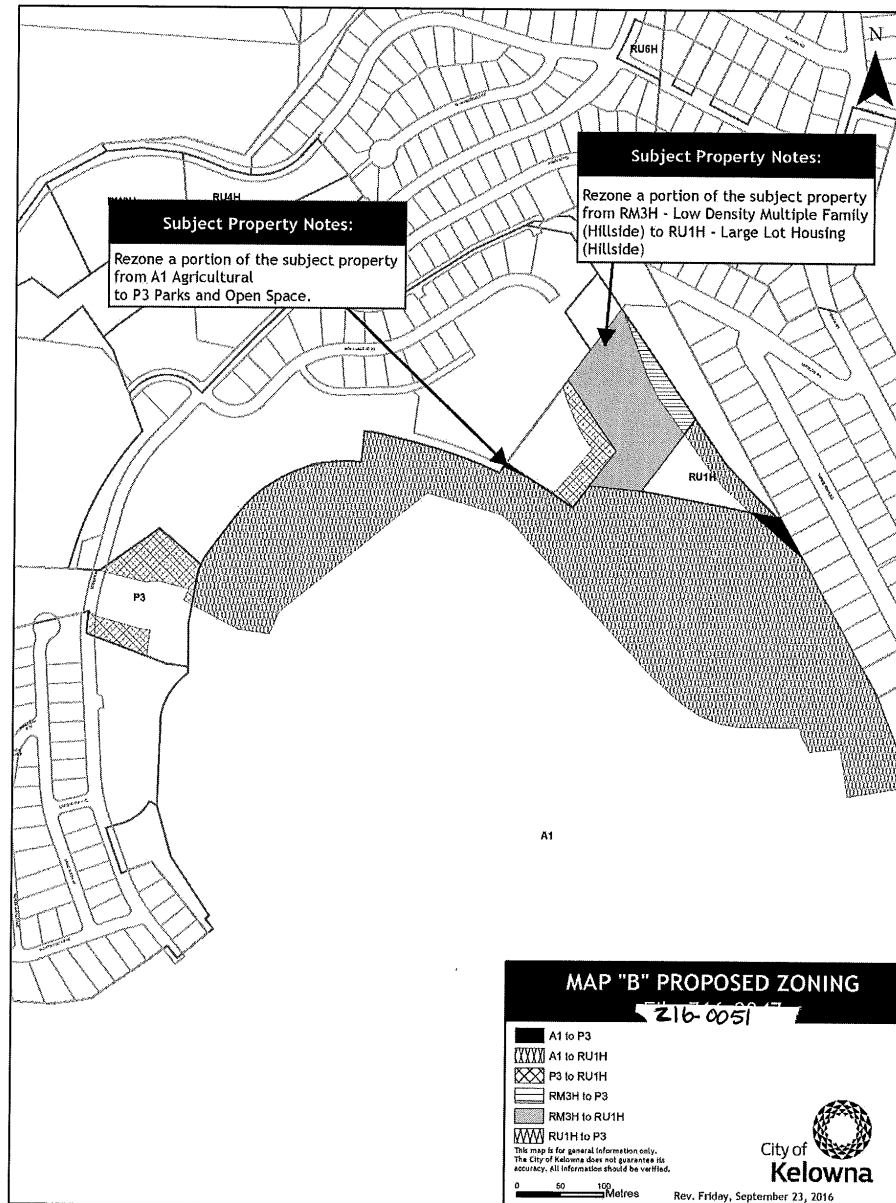 N
RU6H
Subject Property Notes:
Rezone a portion of the subject property
from RM3H - Low Density Multiple Family
(Hillside) to RU1H - Large Lot Housing
(Hillside)
RU4H
Subject Property Notes:
Rezone a portion of the subject property
from A1 Agricultural
to P3 Parks and Open Space.
RU1H
P3
A1
MAP "B" PROPOSED ZONING
Z16-0051
A1 to P3
A1 to RU1H
P3 to RU1H
RM3H to P3
RM3H to RU1H
RU1H to P3
This map is for general information only.
The City of Kelowna does not guarantee its
accuracy. All information should be verified.
0 50 100 Metres
City of
Kelowna
Rev. Friday, September 23, 2016